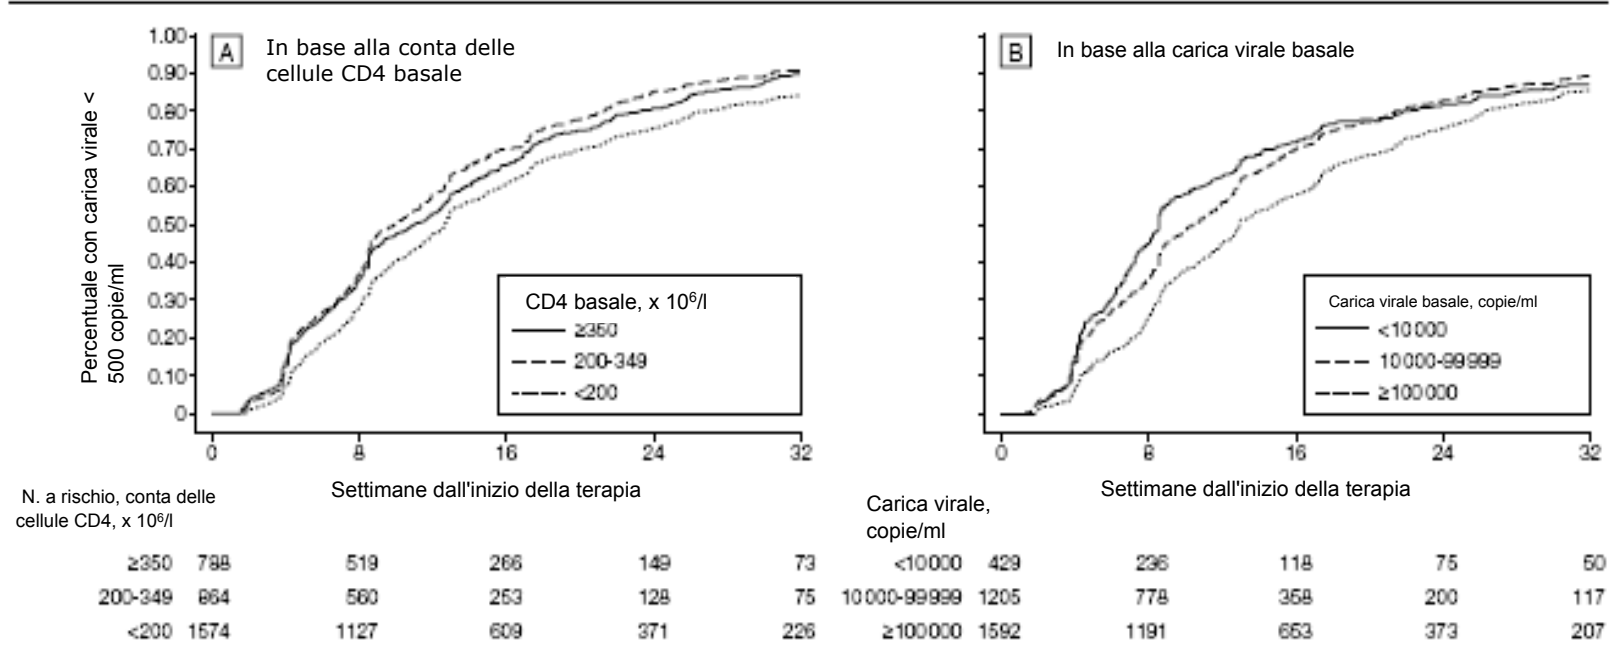 1.00
0.90
0.80
0.70
0.60
0.50
0.40
0.30
0.20
0.10
0
Percentuale con carica virale <
500 copie/ml
A
In base alla conta delle
cellule CD4 basale
CD4 basale, x 10⁶/l
≥350
200-349
<200
0 8 16 24 32
Settimane dall'inizio della terapia
B
In base alla carica virale basale
Carica virale basale, copie/ml
<10000
10000-99999
≥100000
0 8 16 24 32
Settimane dall'inizio della terapia
N. a rischio, conta delle
cellule CD4, x 10⁶/l
≥350 788 519 266 149 73
200-349 864 560 253 128 75
<200 1574 1127 609 371 226
Carica virale,
copie/ml
<10000 429 236 118 75 50
10000-99999 1205 778 358 200 117
≥100000 1592 1191 653 373 207